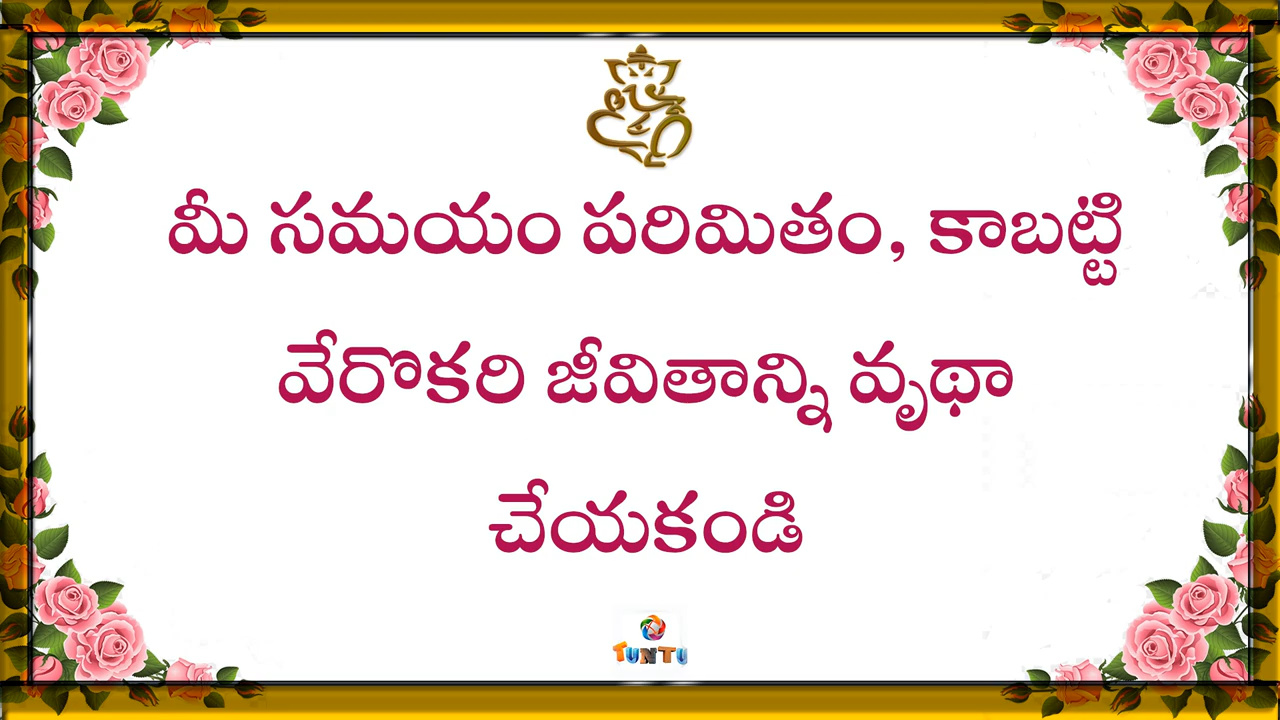 మీ సమయం పరిమితం, కాబట్టి
వేరొకరి జీవితాన్ని వృథా
చేయకండి
TUNTU